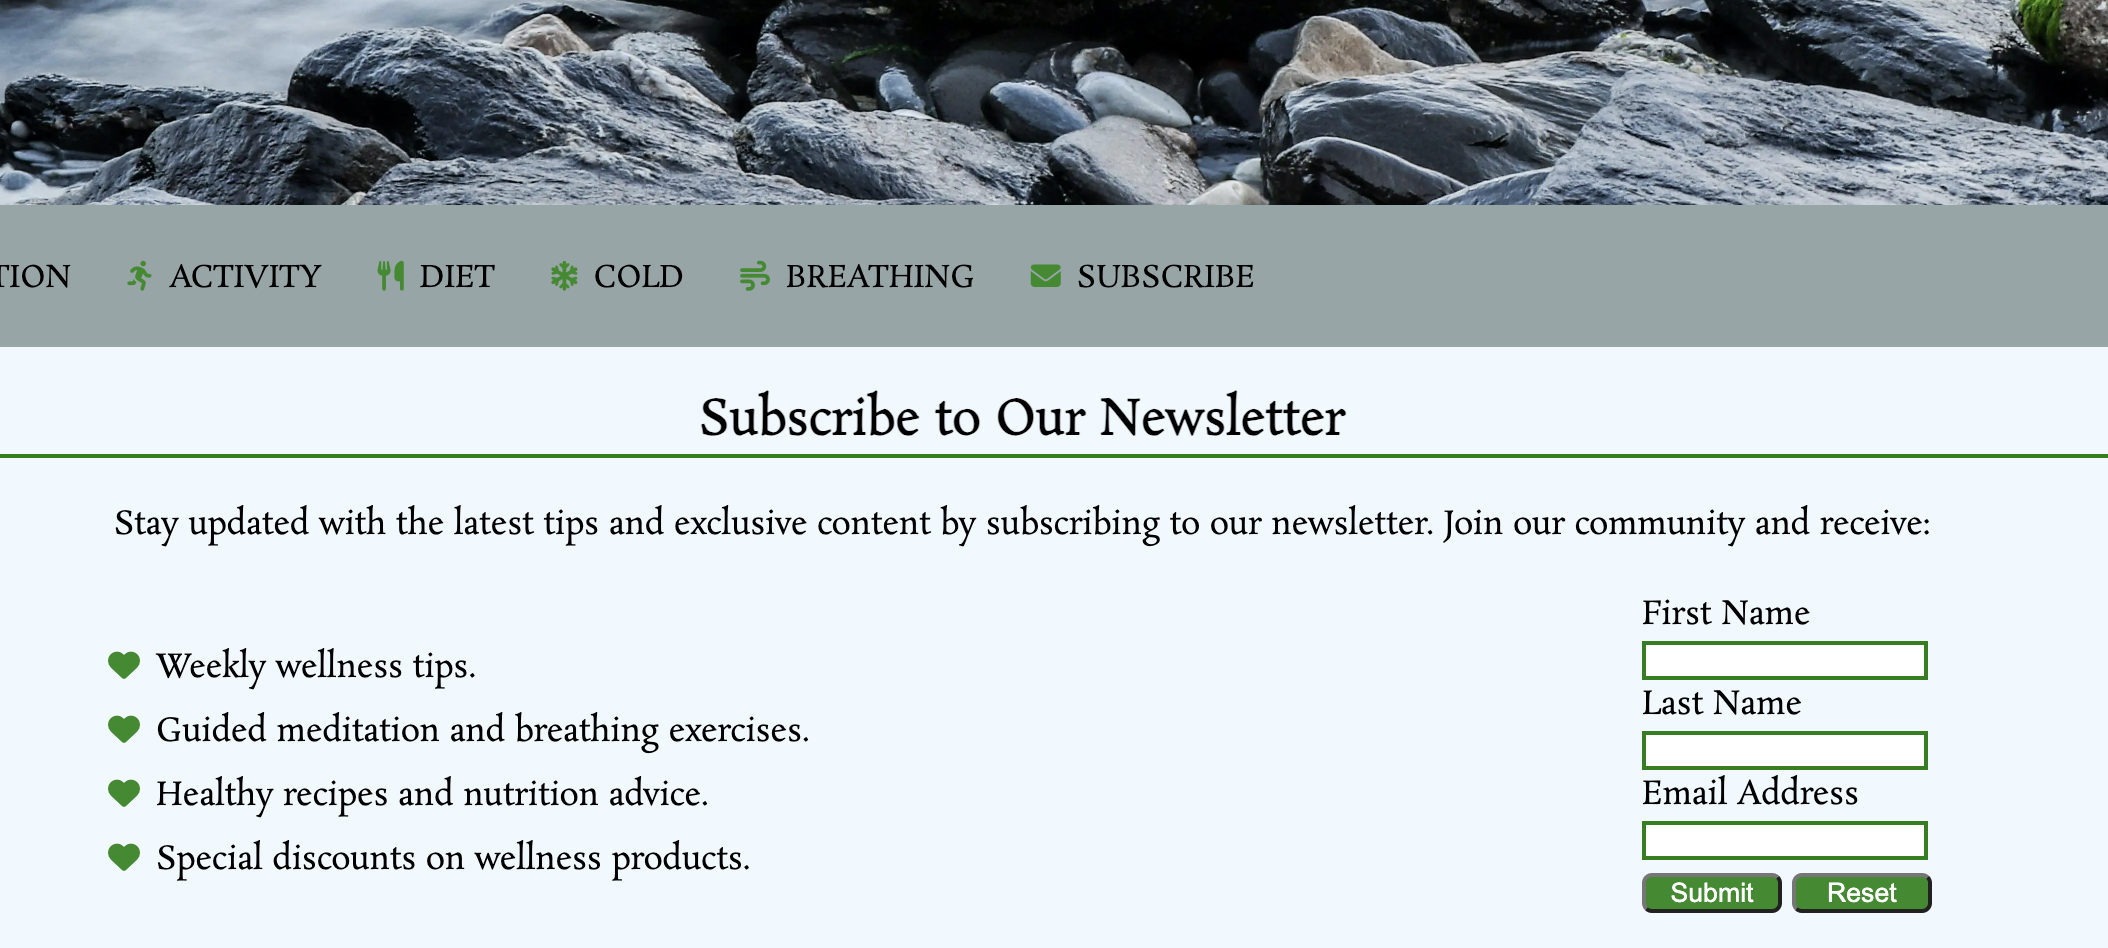 TION ACTIVITY DIET COLD BREATHING SUBSCRIBE
Subscribe to Our Newsletter
Stay updated with the latest tips and exclusive content by subscribing to our newsletter. Join our community and receive:
Weekly wellness tips.
Guided meditation and breathing exercises.
Healthy recipes and nutrition advice.
Special discounts on wellness products.
First Name
Last Name
Email Address
Submit Reset